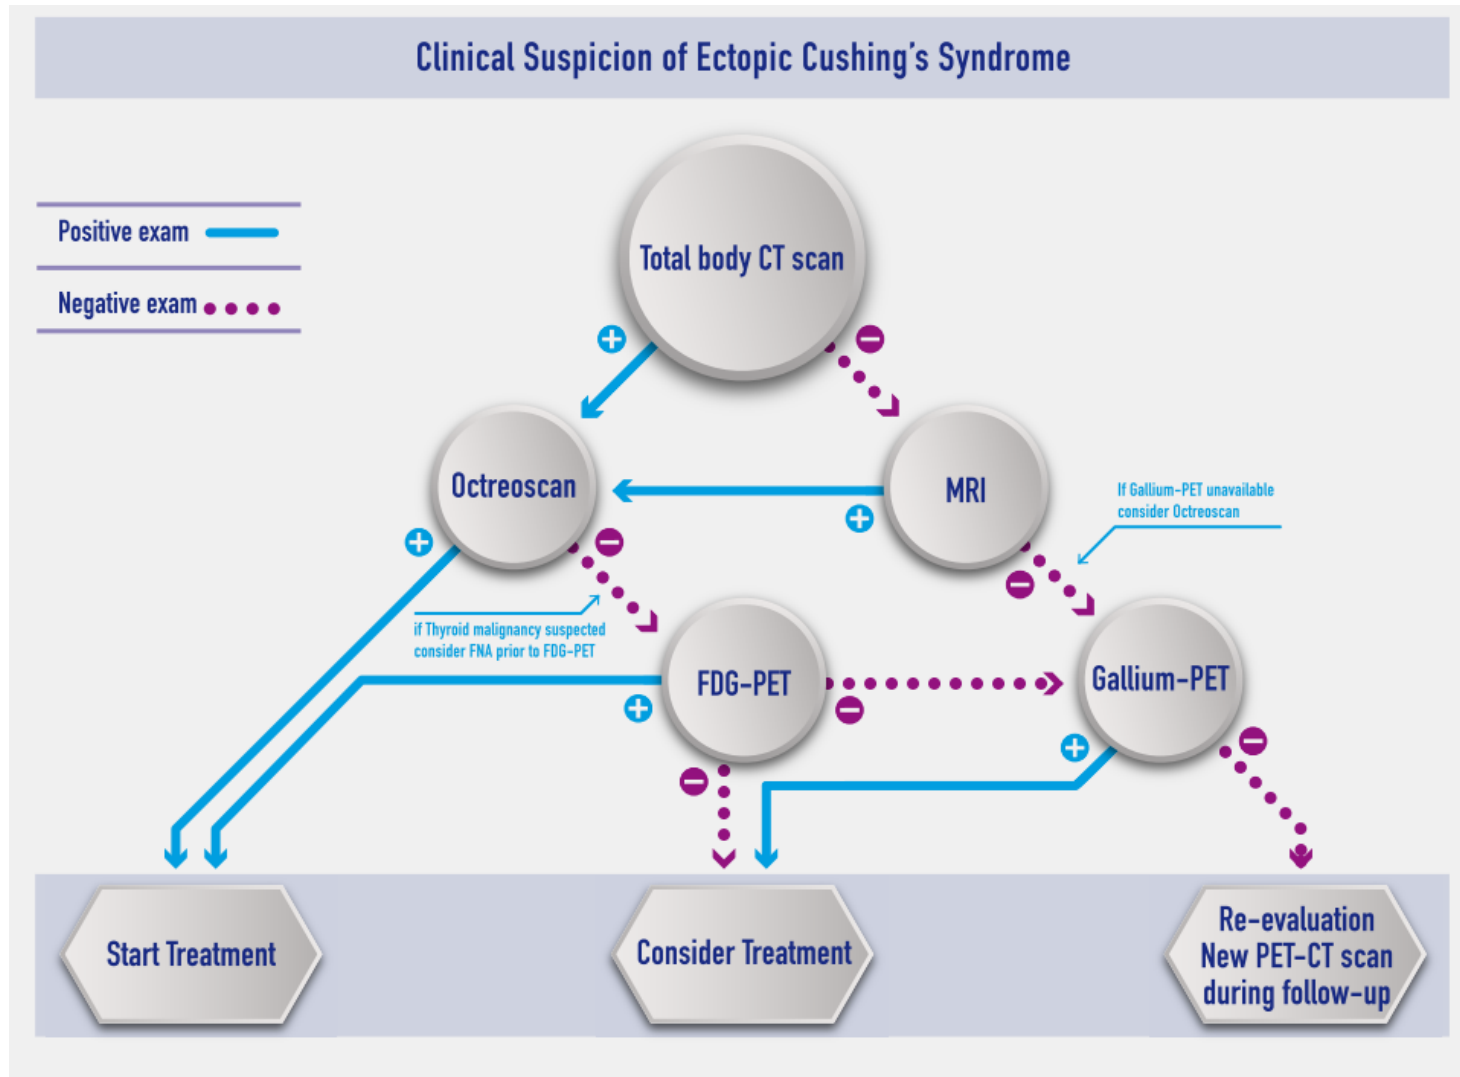 Clinical Suspicion of Ectopic Cushing's Syndrome
Positive exam
Negative exam
Total body CT scan
Octreoscan
MRI
If Gallium-PET unavailable
consider Octreoscan
if Thyroid malignancy suspected
consider FNA prior to FDG-PET
FDG-PET
Gallium-PET
Start Treatment
Consider Treatment
Re-evaluation
New PET-CT scan
during follow-up